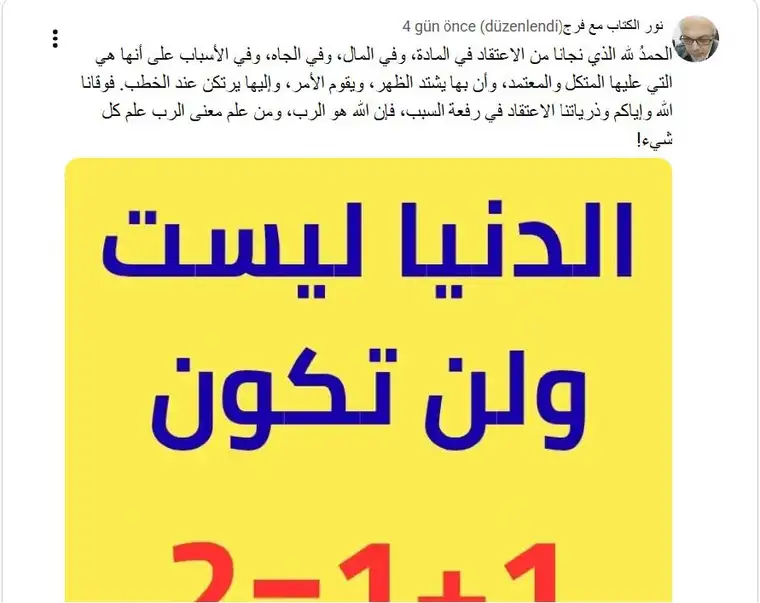 نور الكتاب مع فرج 4 gün önce (düzenlendi)
الحمدُ لله الذي نجانا من الاعتقاد في المادة، وفي المال، وفي الجاه، وفي الأسباب على أنها هي
التي عليها المتكل والمعتمد، وأن بها يشتد الظهر، ويقوم الأمر، وإليها يرتكن عند الخطب. فوقانا
الله وإياكم وذرياتنا الاعتقاد في رفعة السبب، فإن الله هو الرب، ومن علم معنى الرب علم كل
شيء!
الدنيا ليست
ولن تكون
2=1+1